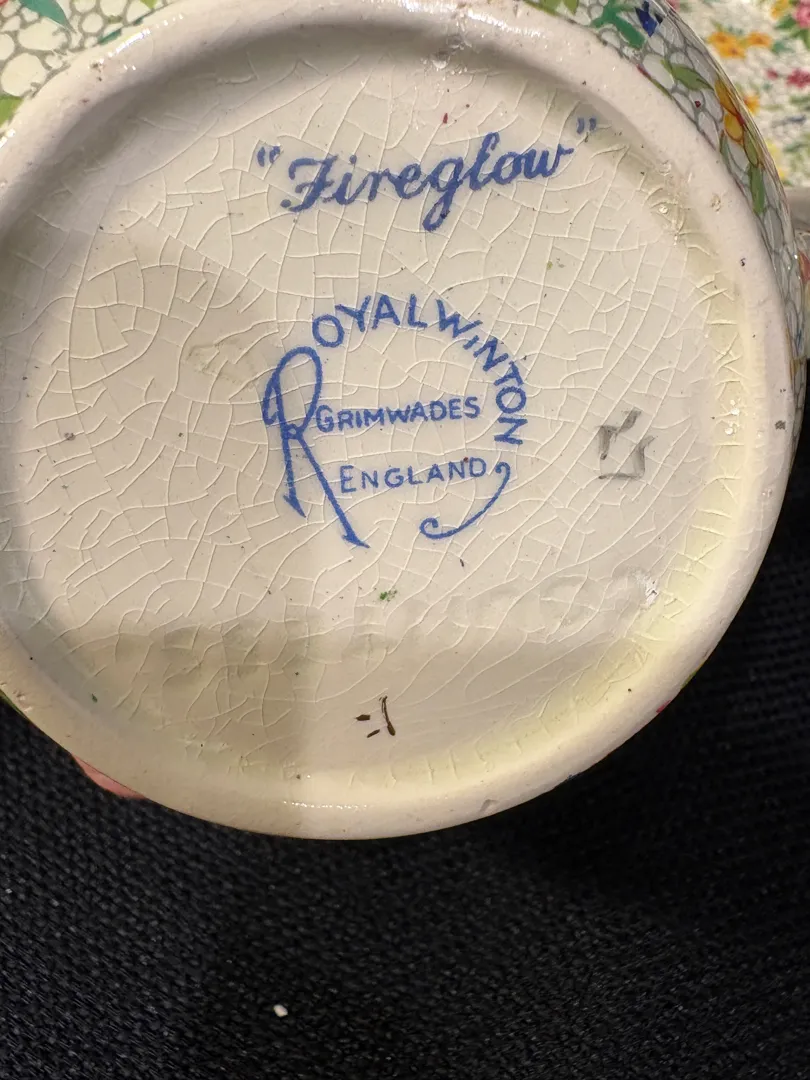 "Fireglow"
ROYAL WINTON
GRIMWADES
ENGLAND